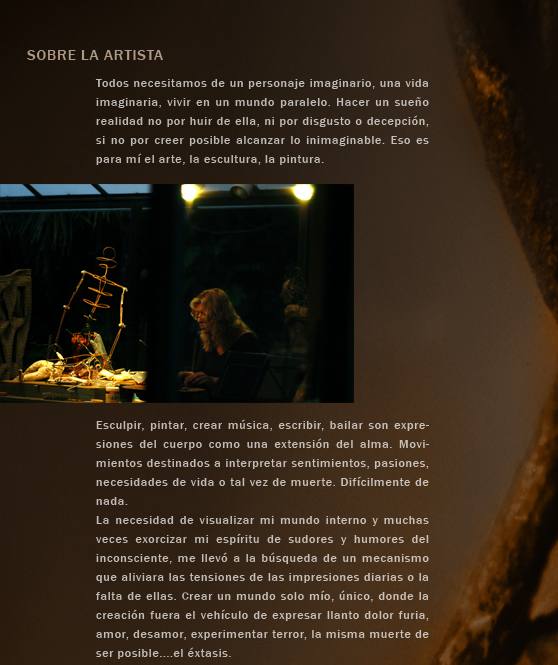 SOBRE LA ARTISTA
Todos necesitamos de un personaje imaginario, una vida
imaginaria, vivir en un mundo paralelo. Hacer un sueño
realidad no por huir de ella, ni por disgusto o decepción,
si no por creer posible alcanzar lo inimaginable. Eso es
para mí el arte, la escultura, la pintura.
Esculpir, pintar, crear música, escribir, bailar son expre-
siones del cuerpo como una extensión del alma. Movi-
mientos destinados a interpretar sentimientos, pasiones,
necesidades de vida o tal vez de muerte. Difícilmente de
nada.
La necesidad de visualizar mi mundo interno y muchas
veces exorcizar mi espíritu de sudores y humores del
inconsciente, me llevó a la búsqueda de un mecanismo
que aliviara las tensiones de las impresiones diarias o la
falta de ellas. Crear un mundo solo mío, único, donde la
creación fuera el vehículo de expresar llanto dolor furia,
amor, desamor, experimentar terror, la misma muerte de
ser posible....el éxtasis.